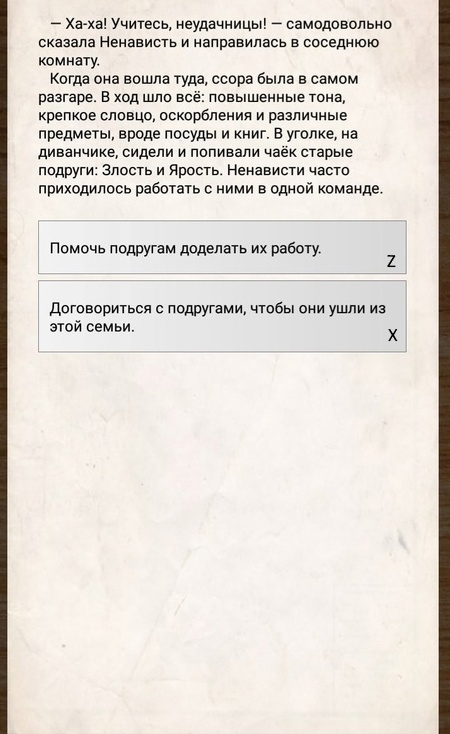 — Ха-ха! Учитесь, неудачницы! — самодовольно
сказала Ненависть и направилась в соседнюю
комнату.
Когда она вошла туда, ссора была в самом
разгаре. В ход шло всё: повышенные тона,
крепкое словцо, оскорбления и различные
предметы, вроде посуды и книг. В уголке, на
диванчике, сидели и попивали чаёк старые
подруги: Злость и Ярость. Ненависти часто
приходилось работать с ними в одной команде.
Помочь подругам доделать их работу.
Z
Договориться с подругами, чтобы они ушли из
этой семьи.
X